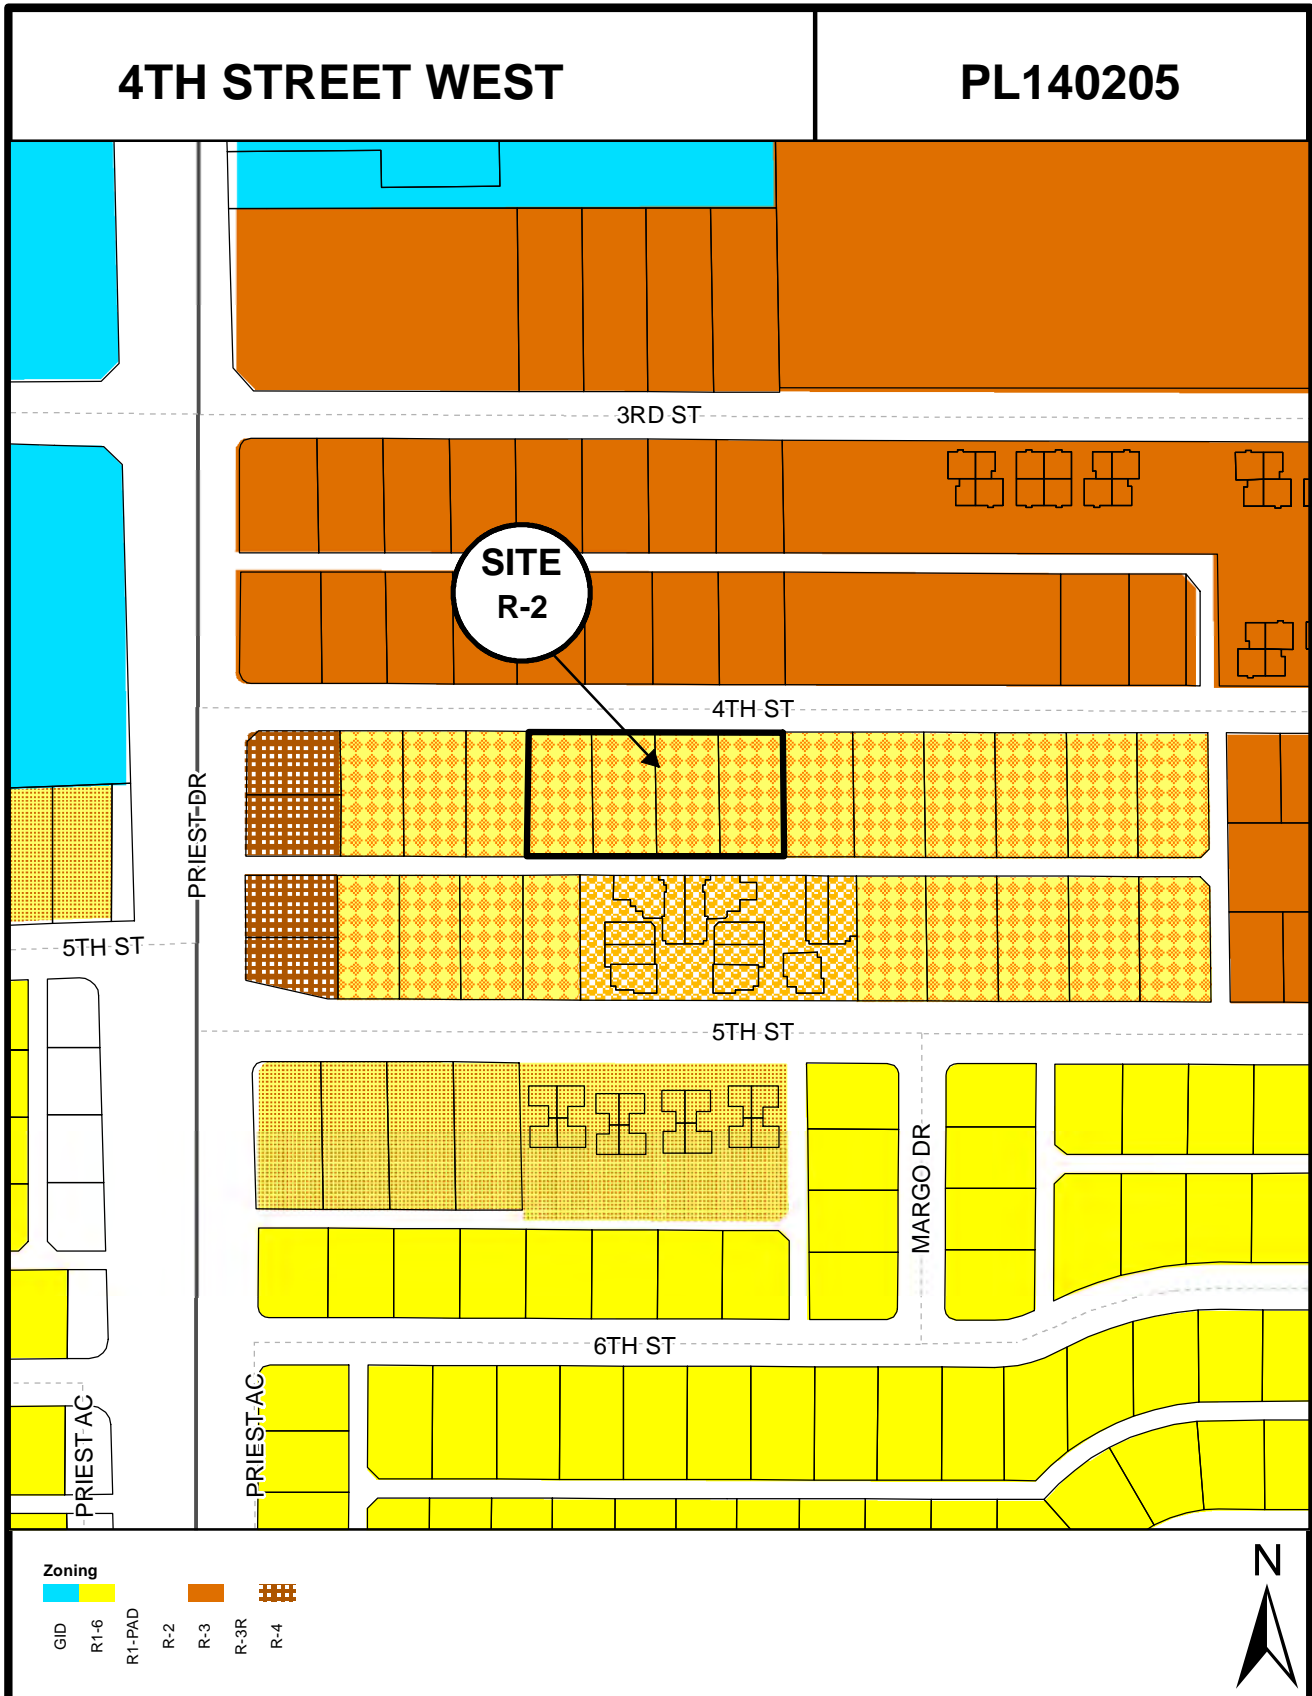 4TH STREET WEST
PL140205
3RD ST
SITE
R-2
4TH ST
PRIEST DR
5TH ST
5TH ST
MARGO DR
6TH ST
PRIEST AC
PRIEST AC
Zoning
GID
R1-6
R1-PAD
R-2
R-3
R-3R
R-4
N